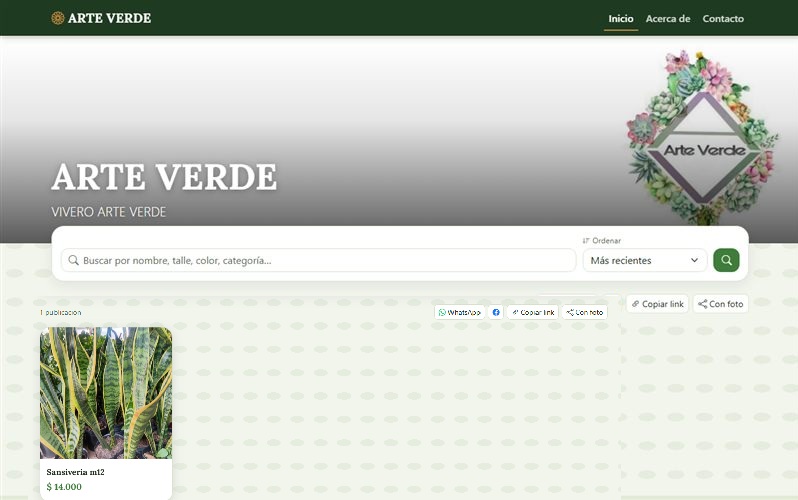 ARTE VERDE
Inicio
Acerca de
Contacto
Arte Verde
ARTE VERDE
VIVERO ARTE VERDE
Ordenar
Buscar por nombre, talle, color, categoría...
Más recientes
Copiar link
Con foto
1 publicación
WhatsApp
Copiar link
Con foto
Sansiveria m12
$ 14.000